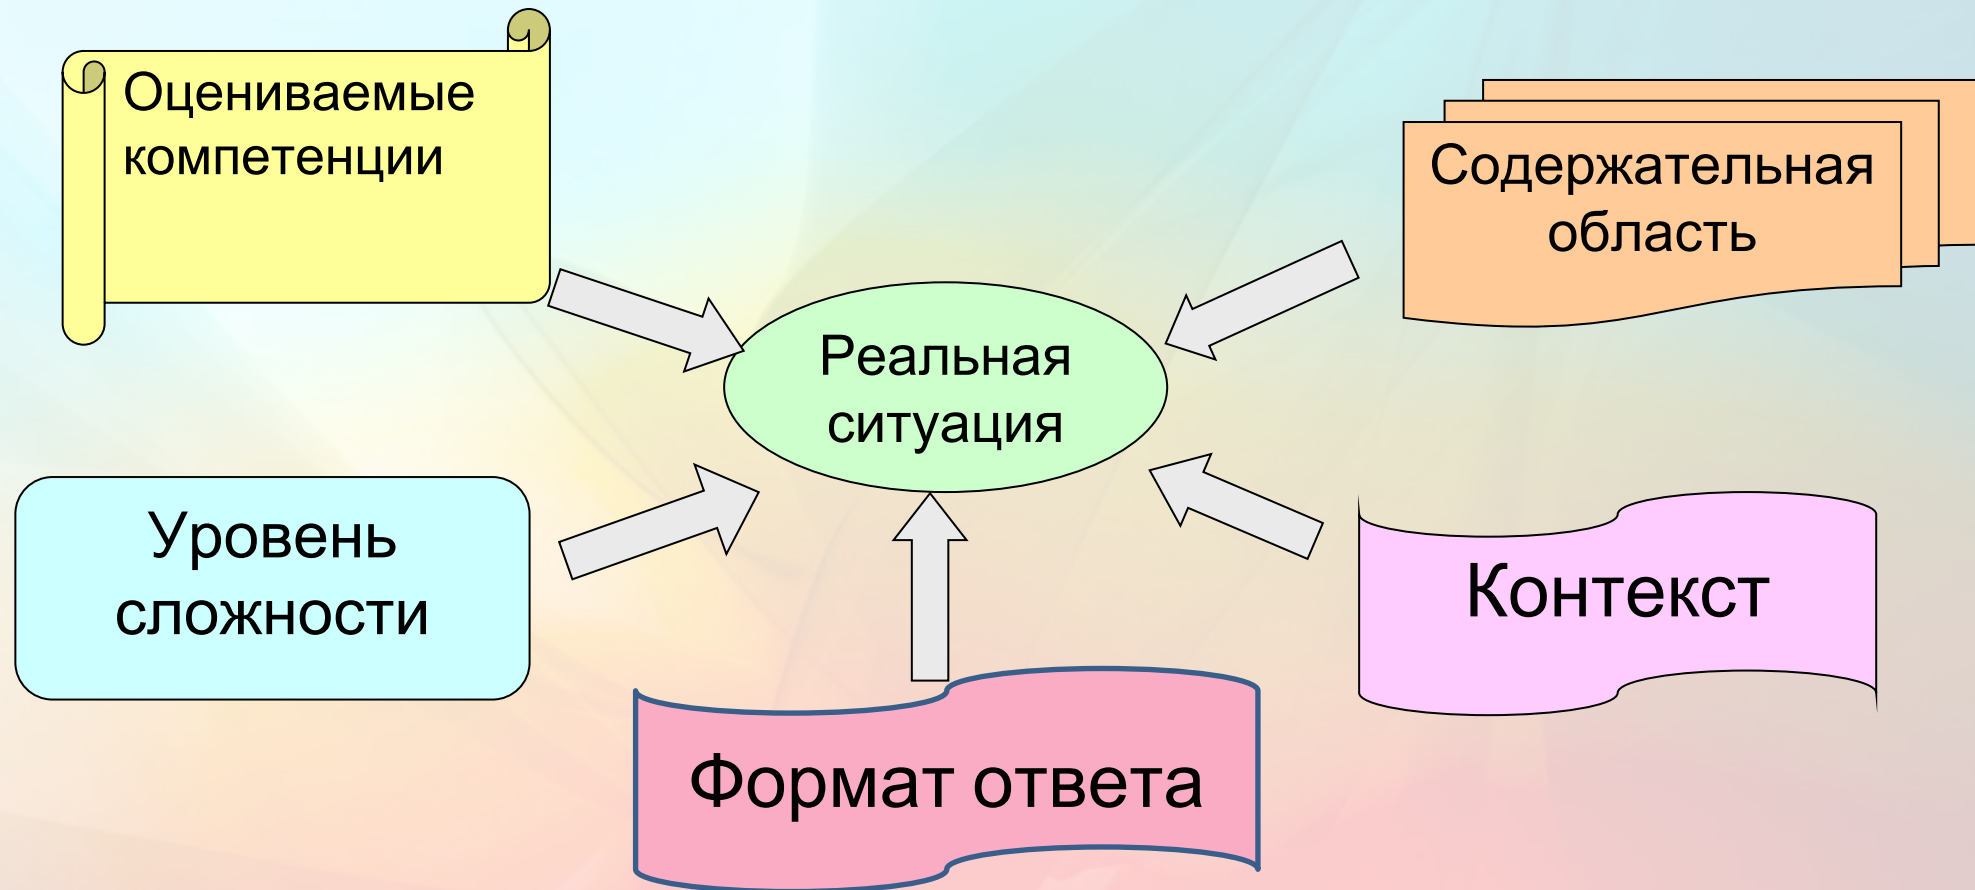 Оцениваемые
компетенции
Содержательная
область
Реальная
ситуация
Уровень
сложности
Контекст
Формат ответа